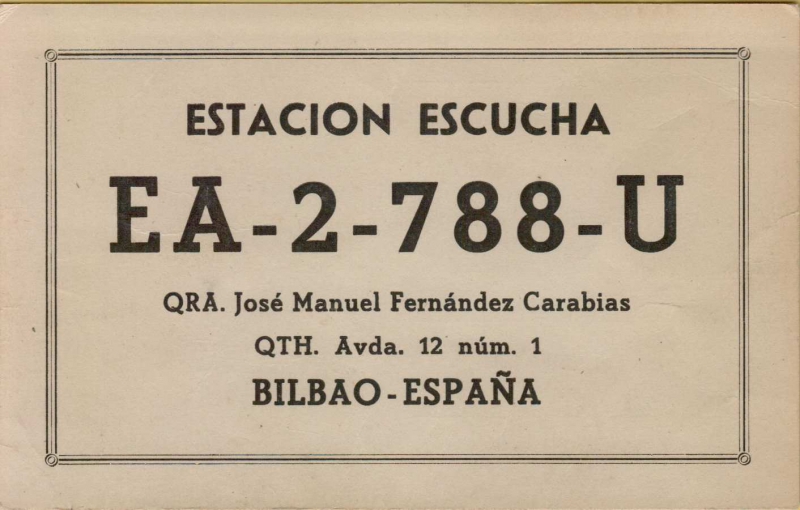 ESTACION ESCUCHA
EA-2-788-U
QRA. José Manuel Fernández Carabias
QTH. Avda. 12 núm. 1
BILBAO-ESPAÑA